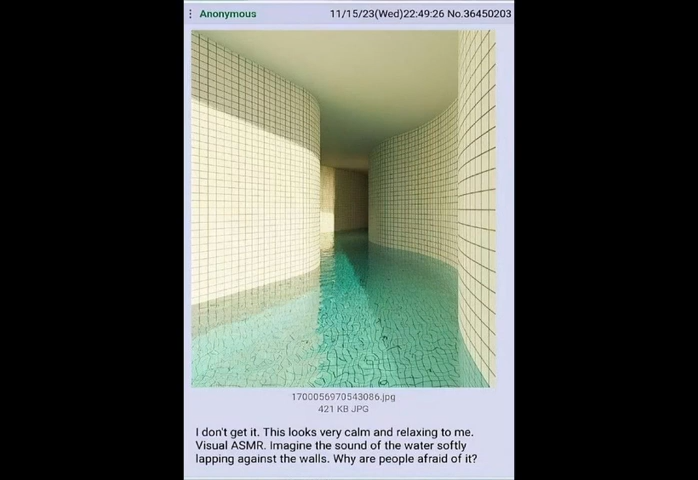 Anonymous 11/15/23(Wed)22:49:26 No.36450203
1700056970543086.jpg
421 KB JPG
I don't get it. This looks very calm and relaxing to me.
Visual ASMR. Imagine the sound of the water softly
lapping against the walls. Why are people afraid of it?